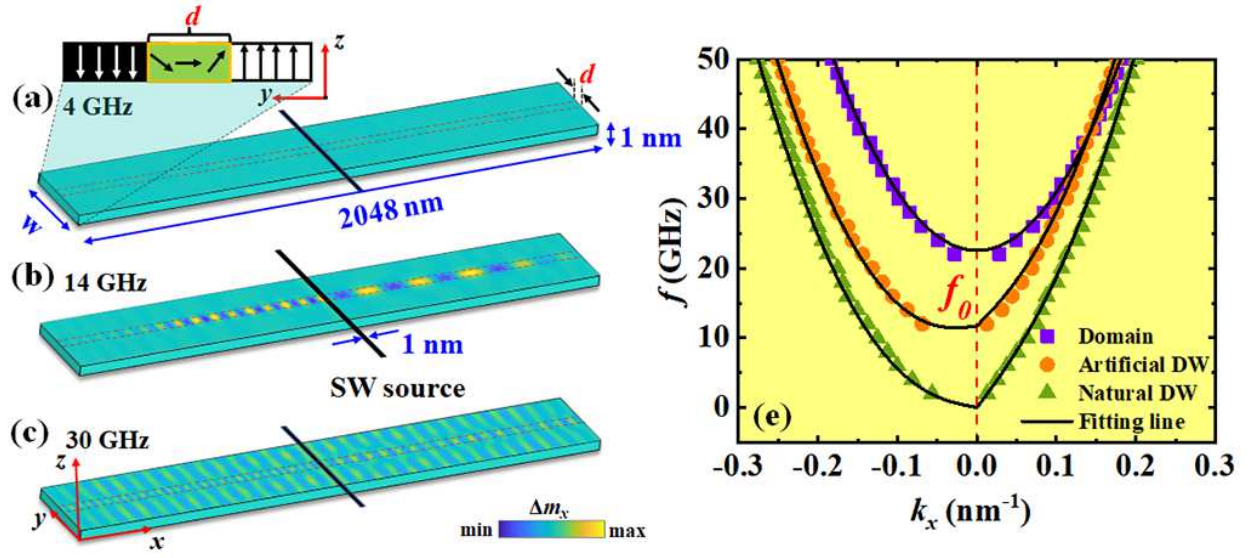 d
z
y
(a)
4 GHz
d
1 nm
w
2048 nm
(b)
14 GHz
1 nm
SW source
(c)
30 GHz
z
y
x
Δmₓ
min max
50
40
30
20
10
0
f (GHz)
f₀
Domain
Artificial DW
Natural DW
Fitting line
(e)
-0.3 -0.2 -0.1 0.0 0.1 0.2 0.3
kₓ (nm⁻¹)